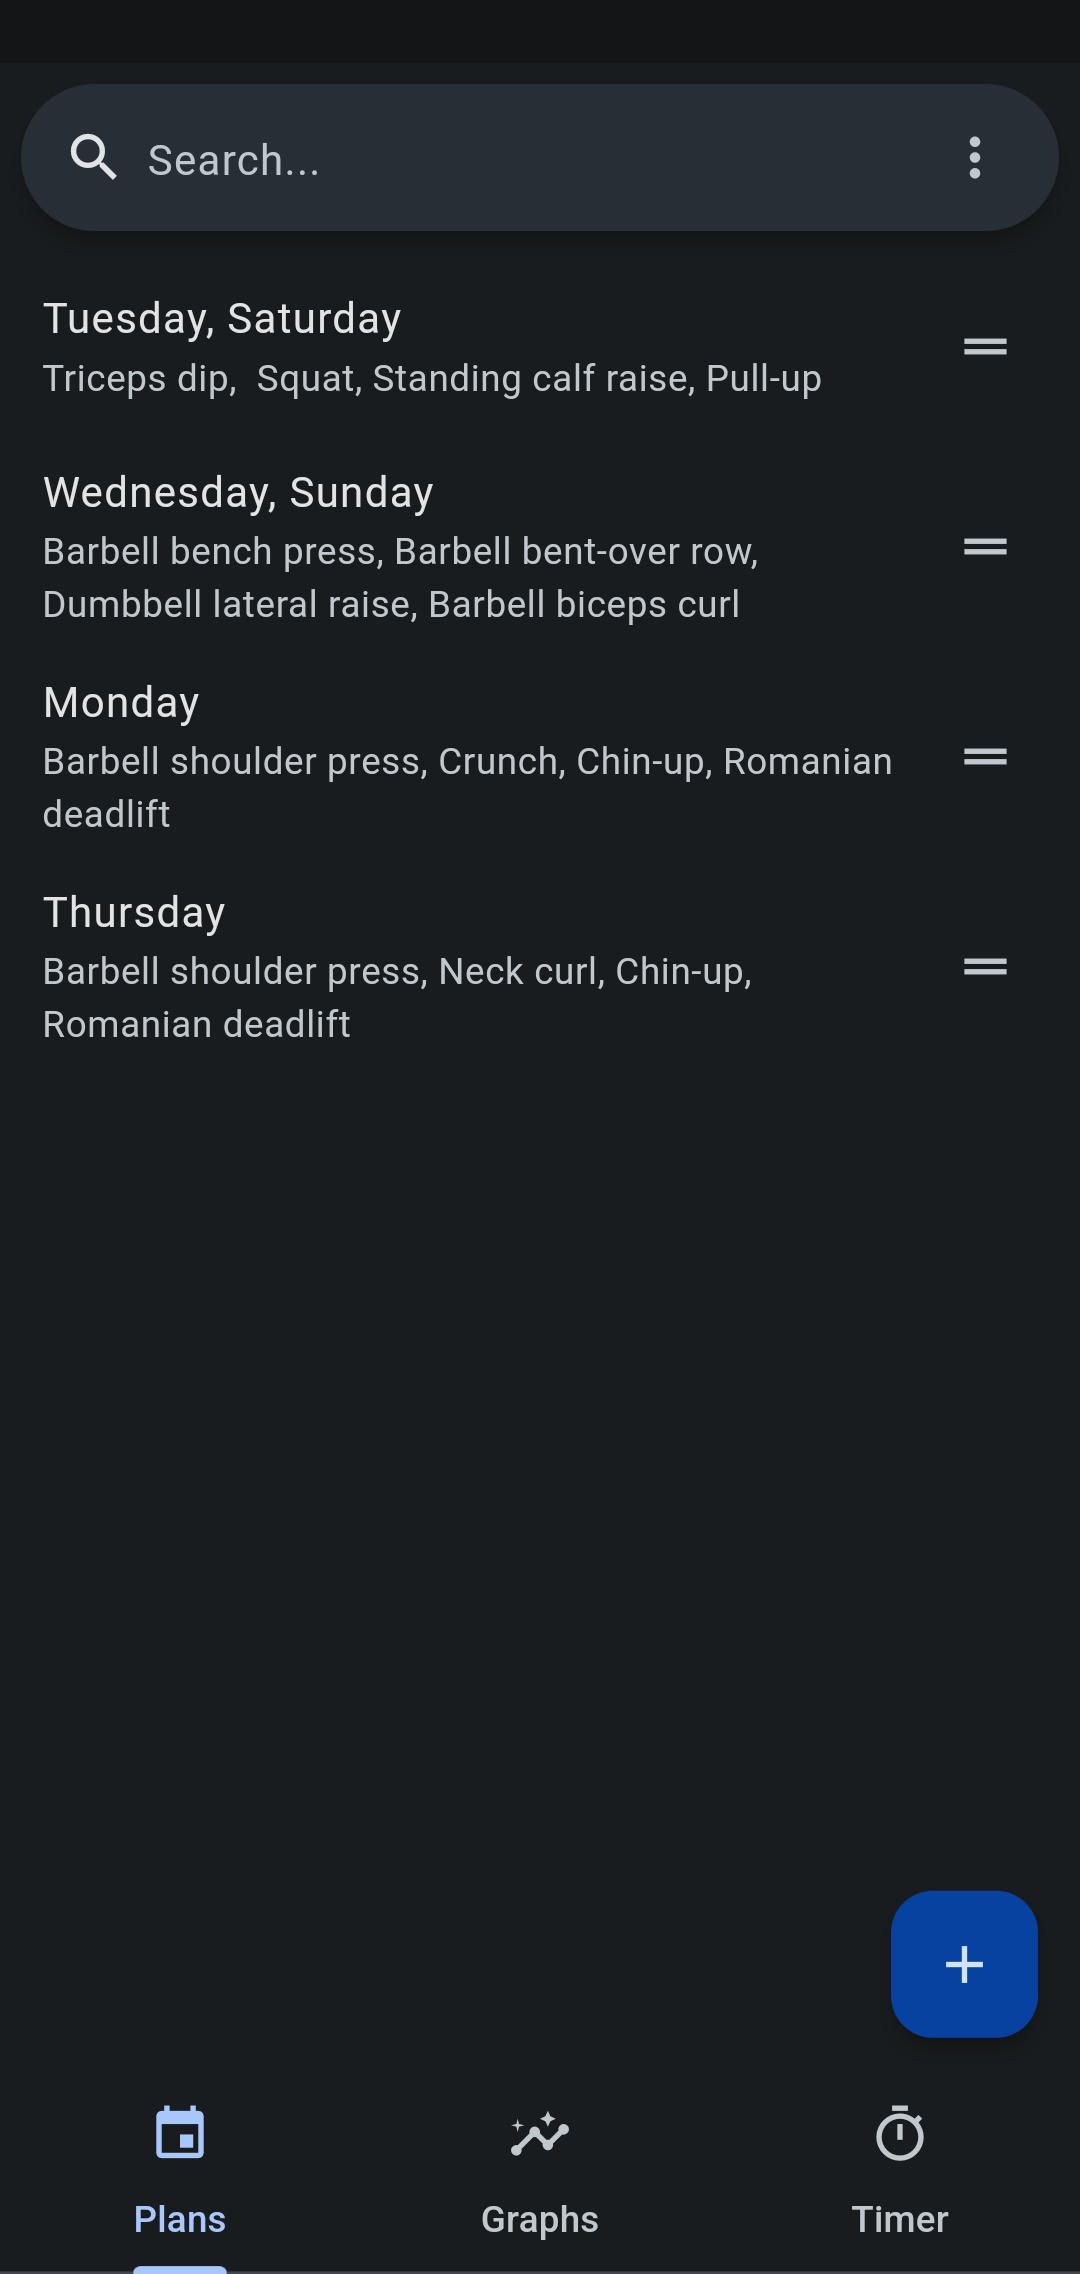 Search...
Tuesday, Saturday
Triceps dip,  Squat, Standing calf raise, Pull-up
Wednesday, Sunday
Barbell bench press, Barbell bent-over row,
Dumbbell lateral raise, Barbell biceps curl
Monday
Barbell shoulder press, Crunch, Chin-up, Romanian
deadlift
Thursday
Barbell shoulder press, Neck curl, Chin-up,
Romanian deadlift
Plans
Graphs
Timer